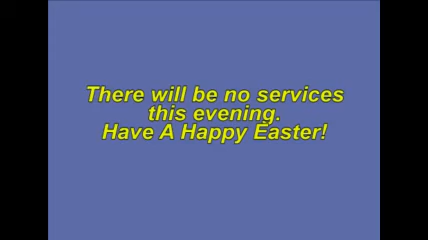 There will be no services
this evening.
Have A Happy Easter!